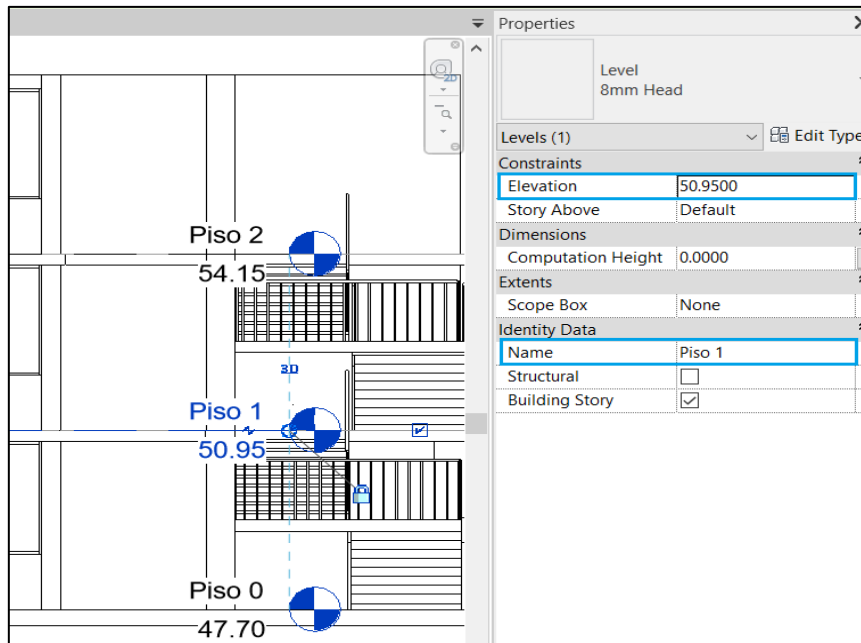 2D
Piso 2
54.15
3D
Piso 1
50.95
Piso 0
47.70
Properties
Level
8mm Head
Levels (1)
Edit Type
Constraints
Elevation 50.9500
Story Above Default
Dimensions
Computation Height 0.0000
Extents
Scope Box None
Identity Data
Name Piso 1
Structural
Building Story